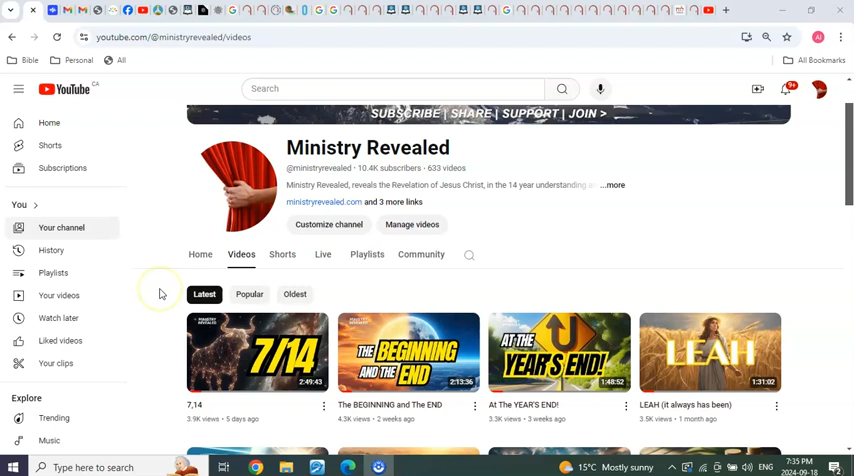 youtube.com/@ministryrevealed/videos
Bible
Personal
All
All Bookmarks
YouTube CA
Search
9+
AI
SUBSCRIBE | SHARE | SUPPORT | JOIN >
Home
Shorts
Subscriptions
You
Your channel
History
Playlists
Your videos
Watch later
Liked videos
Your clips
Explore
Trending
Music
Ministry Revealed
@ministryrevealed · 10.4K subscribers · 633 videos
Ministry Revealed, reveals the Revelation of Jesus Christ, in the 14 year understanding ...more
ministryrevealed.com and 3 more links
Customize channel
Manage videos
Home Videos Shorts Live Playlists Community
Latest Popular Oldest
MINISTRY REVEALED
7/14
2:49:43
7,14
3.9K views · 5 days ago
MINISTRY REVEALED
THE BEGINNING
AND THE END
2:13:36
The BEGINNING and The END
4.3K views · 2 weeks ago
AT THE
YEAR'S END!
1:48:52
At The YEAR'S END!
3.3K views · 3 weeks ago
LEAH
1:31:02
LEAH (it always has been)
3.5K views · 1 month ago
Type here to search
15°C Mostly sunny
ENG
7:35 PM
2024-09-18
2